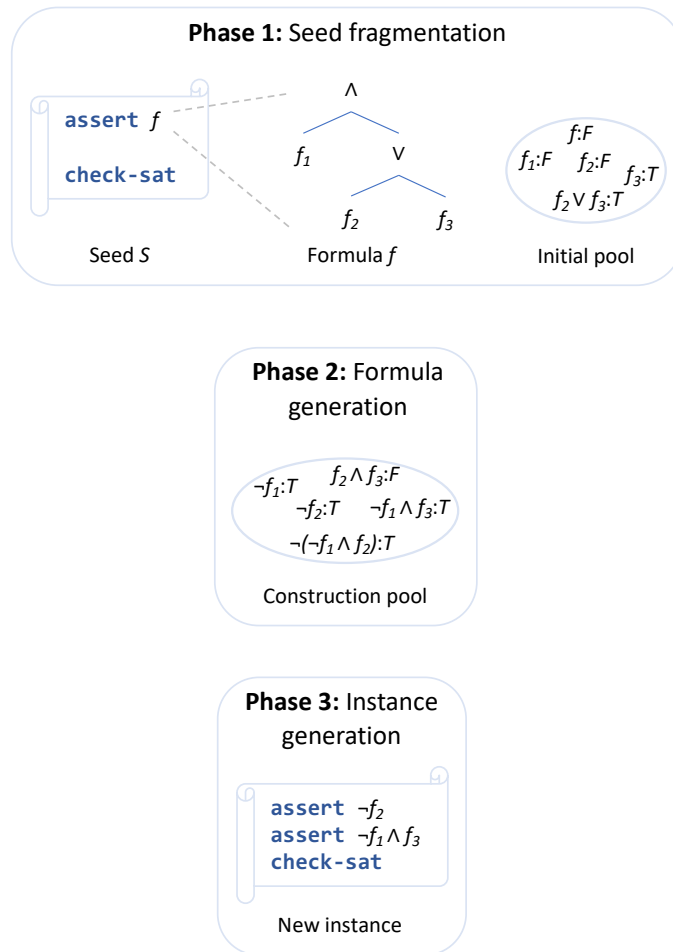 Phase 1: Seed fragmentation
assert f
check-sat
Seed S
∧
f₁ ∨
f₂ f₃
Formula f
f:F
f₁:F f₂:F f₃:T
f₂ ∨ f₃:T
Initial pool
Phase 2: Formula
generation
¬f₁:T f₂ ∧ f₃:F
¬f₂:T ¬f₁ ∧ f₃:T
¬(¬f₁ ∧ f₂):T
Construction pool
Phase 3: Instance
generation
assert ¬f₂
assert ¬f₁ ∧ f₃
check-sat
New instance